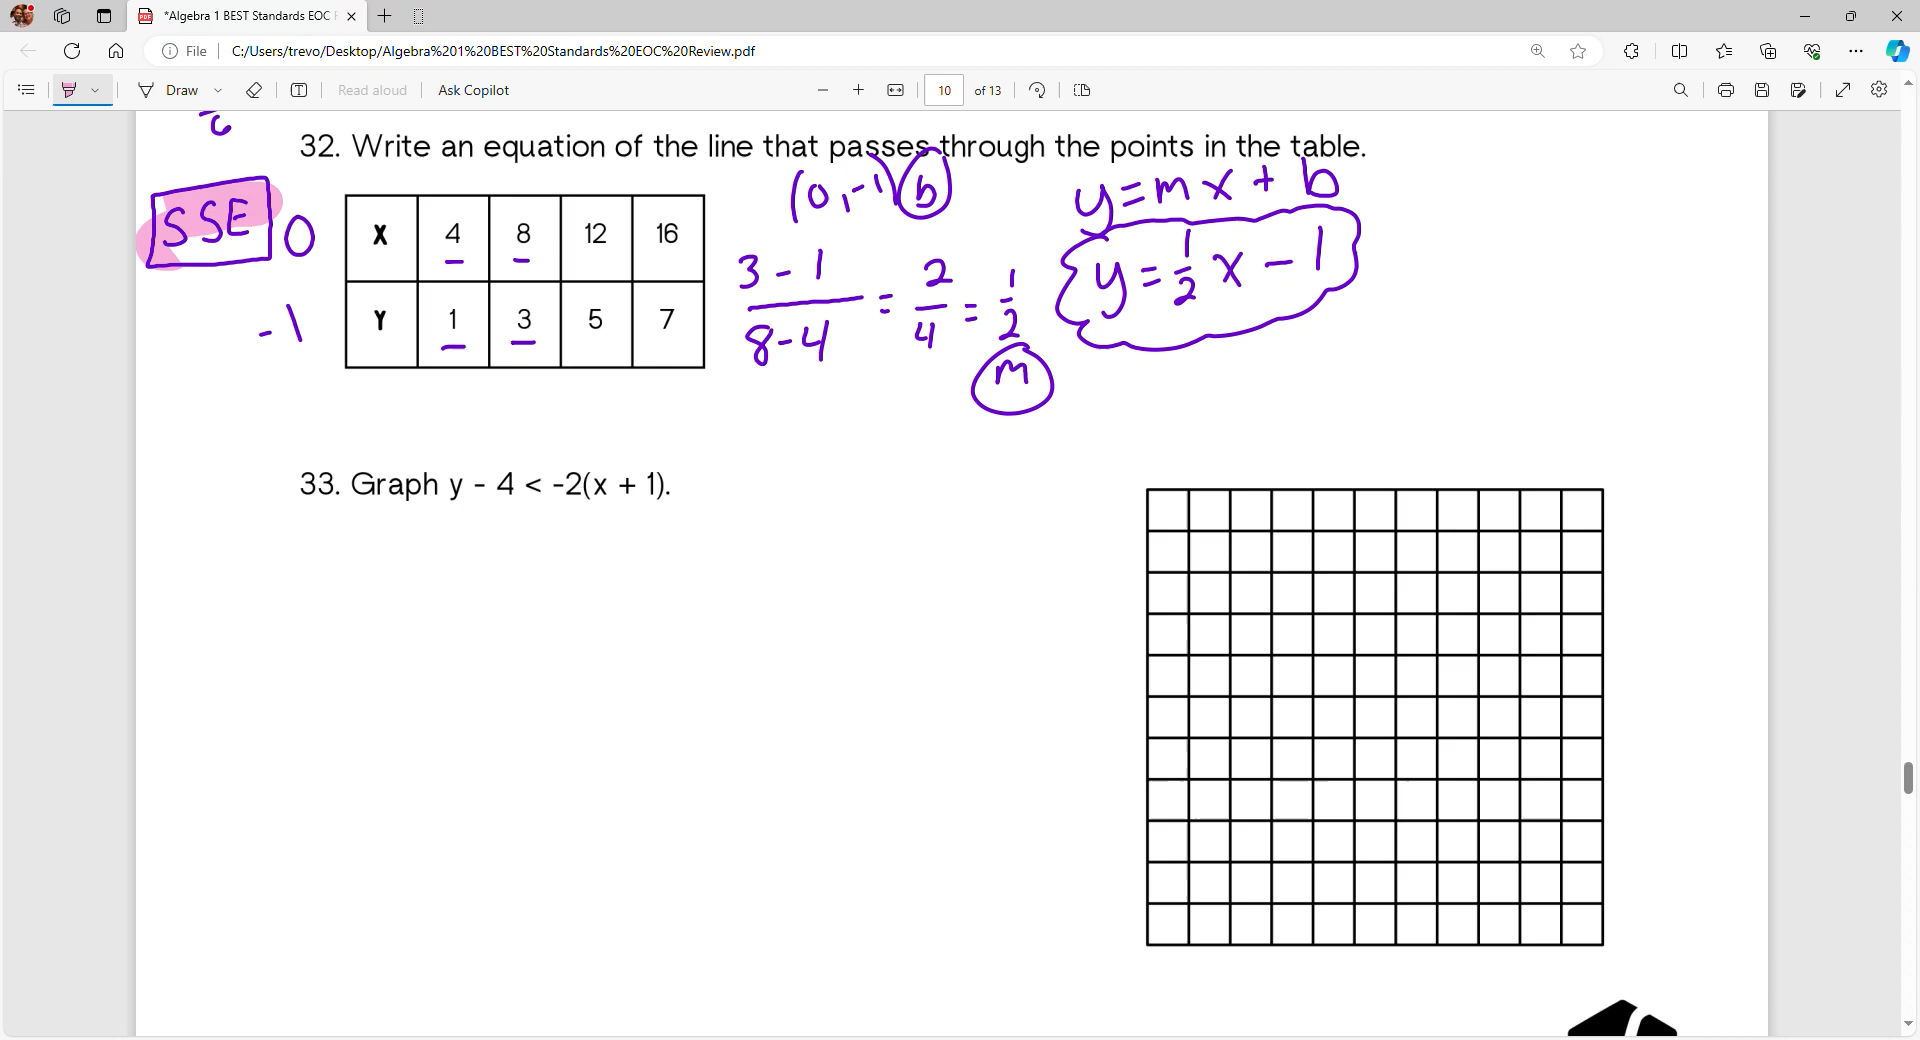 *Algebra 1 BEST Standards EOC
File C:/Users/trevo/Desktop/Algebra%201%20BEST%20Standards%20EOC%20Review.pdf
Draw Read aloud Ask Copilot 10 of 13
6
32. Write an equation of the line that passes through the points in the table.
SSE
0
-1
X 4 8 12 16
Y 1 3 5 7
(0,-1) b
3-1/8-4 = 2/4 = 1/2
m
y=mx+b
y=1/2x-1
33. Graph y - 4 < -2(x + 1).